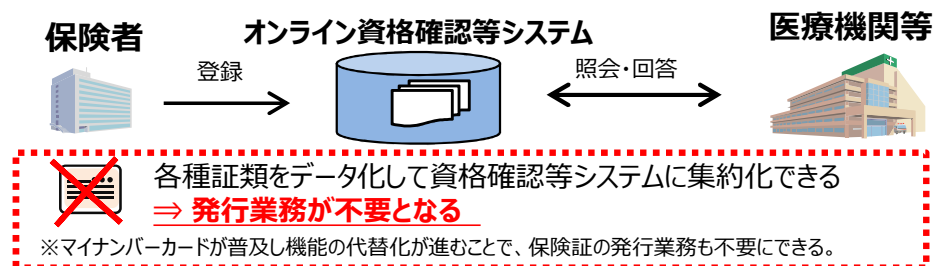 保険者
オンライン資格確認等システム
医療機関等
登録
照会・回答
各種証類をデータ化して資格確認等システムに集約化できる
⇒ 発行業務が不要となる
※マイナンバーカードが普及し機能の代替化が進むことで、保険証の発行業務も不要にできる。